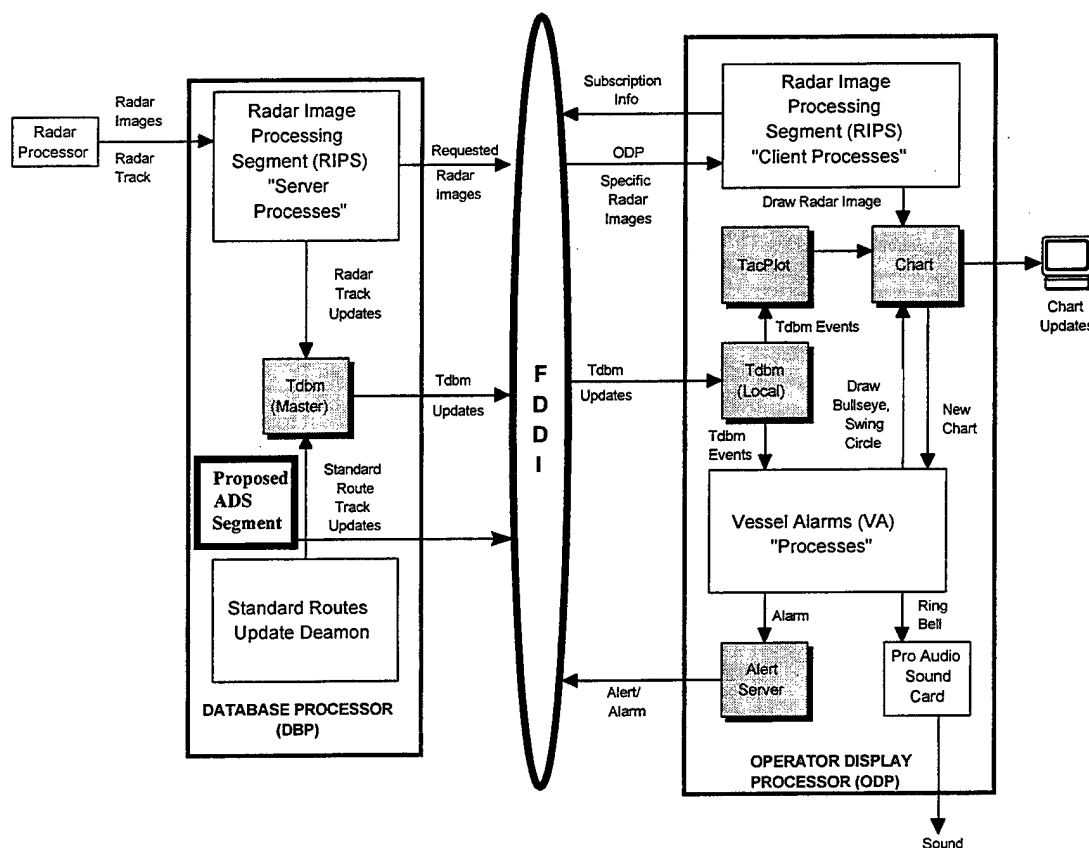 Radar
Processor
Radar
Images
Radar
Track
Radar Image
Processing
Segment (RIPS)
"Server
Processes"
Requested
Radar
Images
Radar
Track
Updates
Tdbm
(Master)
Tdbm
Updates
Proposed
ADS
Segment
Standard
Route
Track
Updates
Standard Routes
Update Deamon
DATABASE PROCESSOR
(DBP)
F
D
D
I
Subscription
Info
ODP
Specific
Radar
Images
Tdbm
Updates
Alert/
Alarm
Radar Image
Processing
Segment (RIPS)
"Client Processes"
Draw Radar Image
TacPlot
Chart
Chart
Updates
Tdbm Events
Tdbm
(Local)
Tdbm
Events
Draw
Bullseye,
Swing
Circle
New
Chart
Vessel Alarms (VA)
"Processes"
Alarm
Ring
Bell
Alert
Server
Pro Audio
Sound
Card
OPERATOR DISPLAY
PROCESSOR (ODP)
Sound